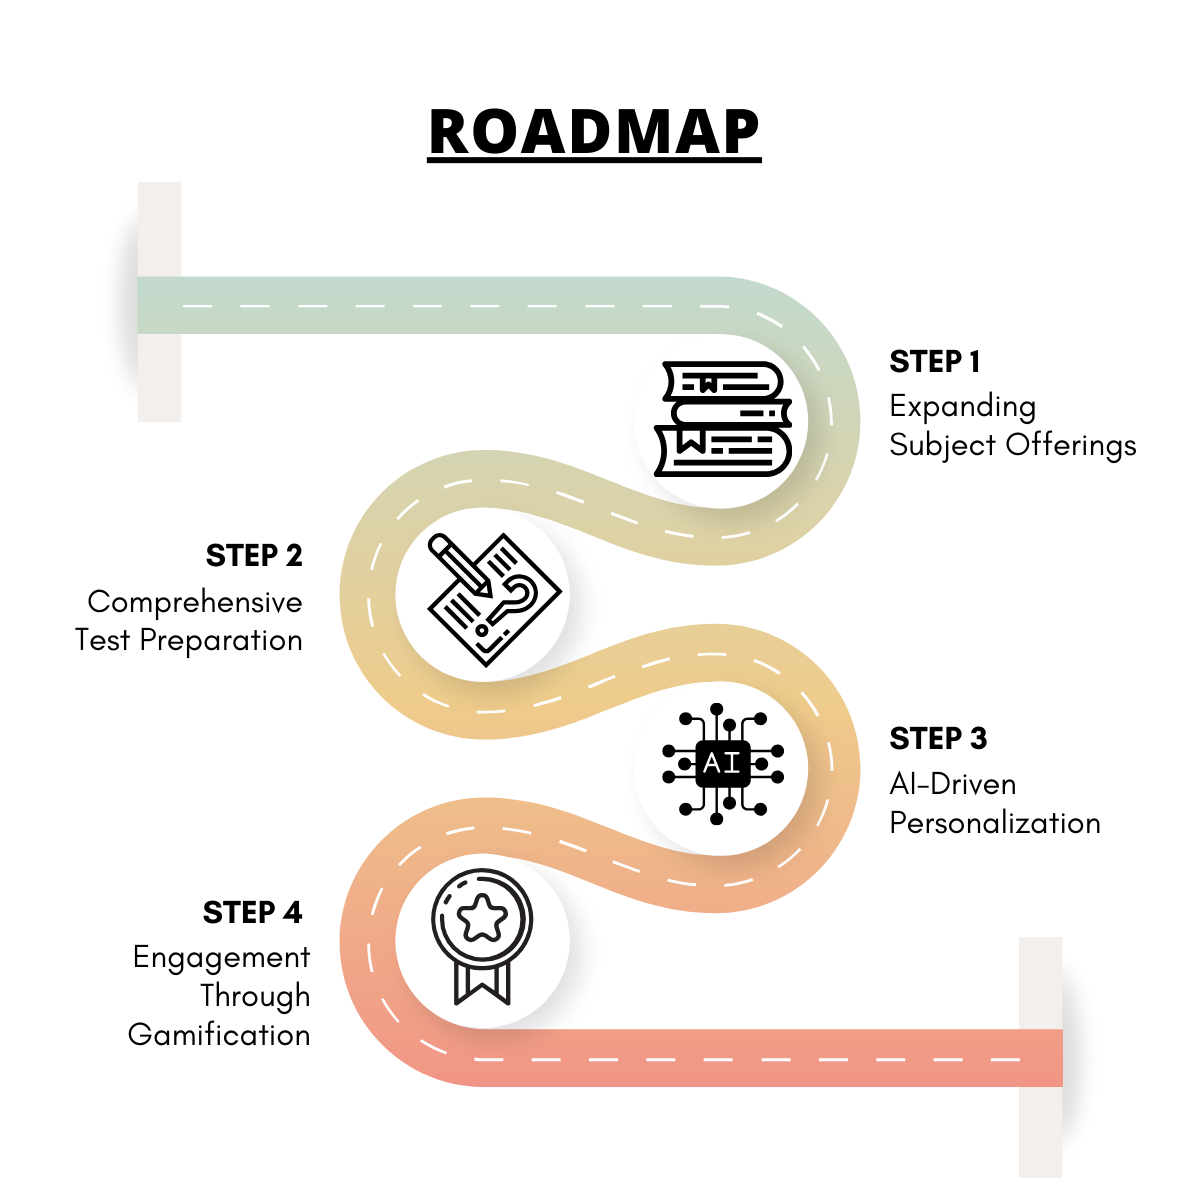 ROADMAP
STEP 1
Expanding
Subject Offerings
STEP 2
Comprehensive
Test Preparation
AI
STEP 3
AI-Driven
Personalization
STEP 4
Engagement
Through
Gamification